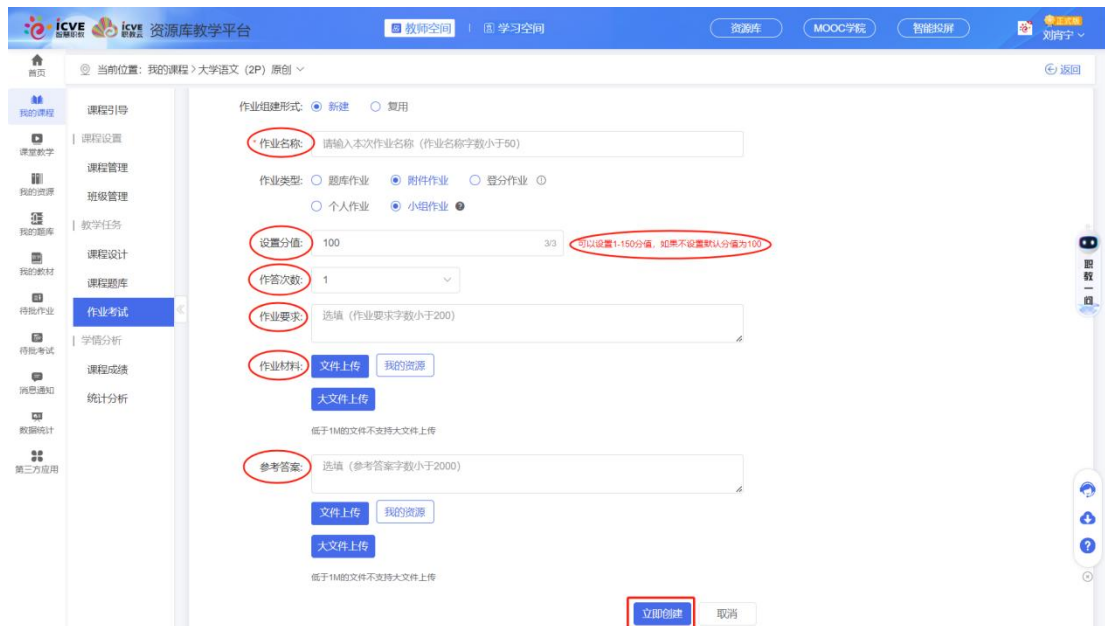 icve 智慧职教 icve 职教云 资源库教学平台 教师空间 学习空间 资源库 MOOC学院 智能投屏 正式版 刘肖宁
首页
当前位置：我的课程 > 大学语文（2P）原创 返回
我的课程
课堂教学
我的资源
我的题库
我的教材
待批作业
待批考试
消息通知
数据统计
第三方应用
课程引导
课程设置
课程管理
班级管理
教学任务
课程设计
课程题库
作业考试
学情分析
课程成绩
统计分析
作业组建形式: 新建 复用
* 作业名称: 请输入本次作业名称（作业名称字数小于50）
作业类型: 题库作业 附件作业 登分作业
个人作业 小组作业
设置分值: 100 3/3 可以设置1-150分值，如果不设置默认分值为100
作答次数: 1
作业要求: 选填（作业要求字数小于200）
作业材料: 文件上传 我的资源
大文件上传
低于1M的文件不支持大文件上传
参考答案: 选填（参考答案字数小于2000）
文件上传 我的资源
大文件上传
低于1M的文件不支持大文件上传
立即创建 取消
职教一问